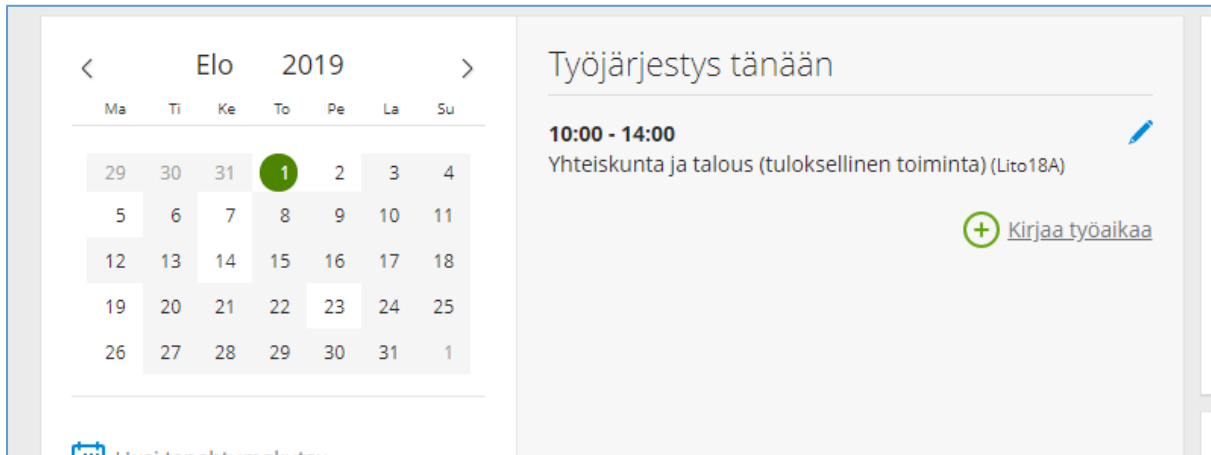 Elo 2019
Ma Ti Ke To Pe La Su
29 30 31 1 2 3 4
5 6 7 8 9 10 11
12 13 14 15 16 17 18
19 20 21 22 23 24 25
26 27 28 29 30 31 1
Työjärjestys tänään
10:00 - 14:00
Yhteiskunta ja talous (tuloksellinen toiminta) (Lito18A)
Kirjaa työaikaa